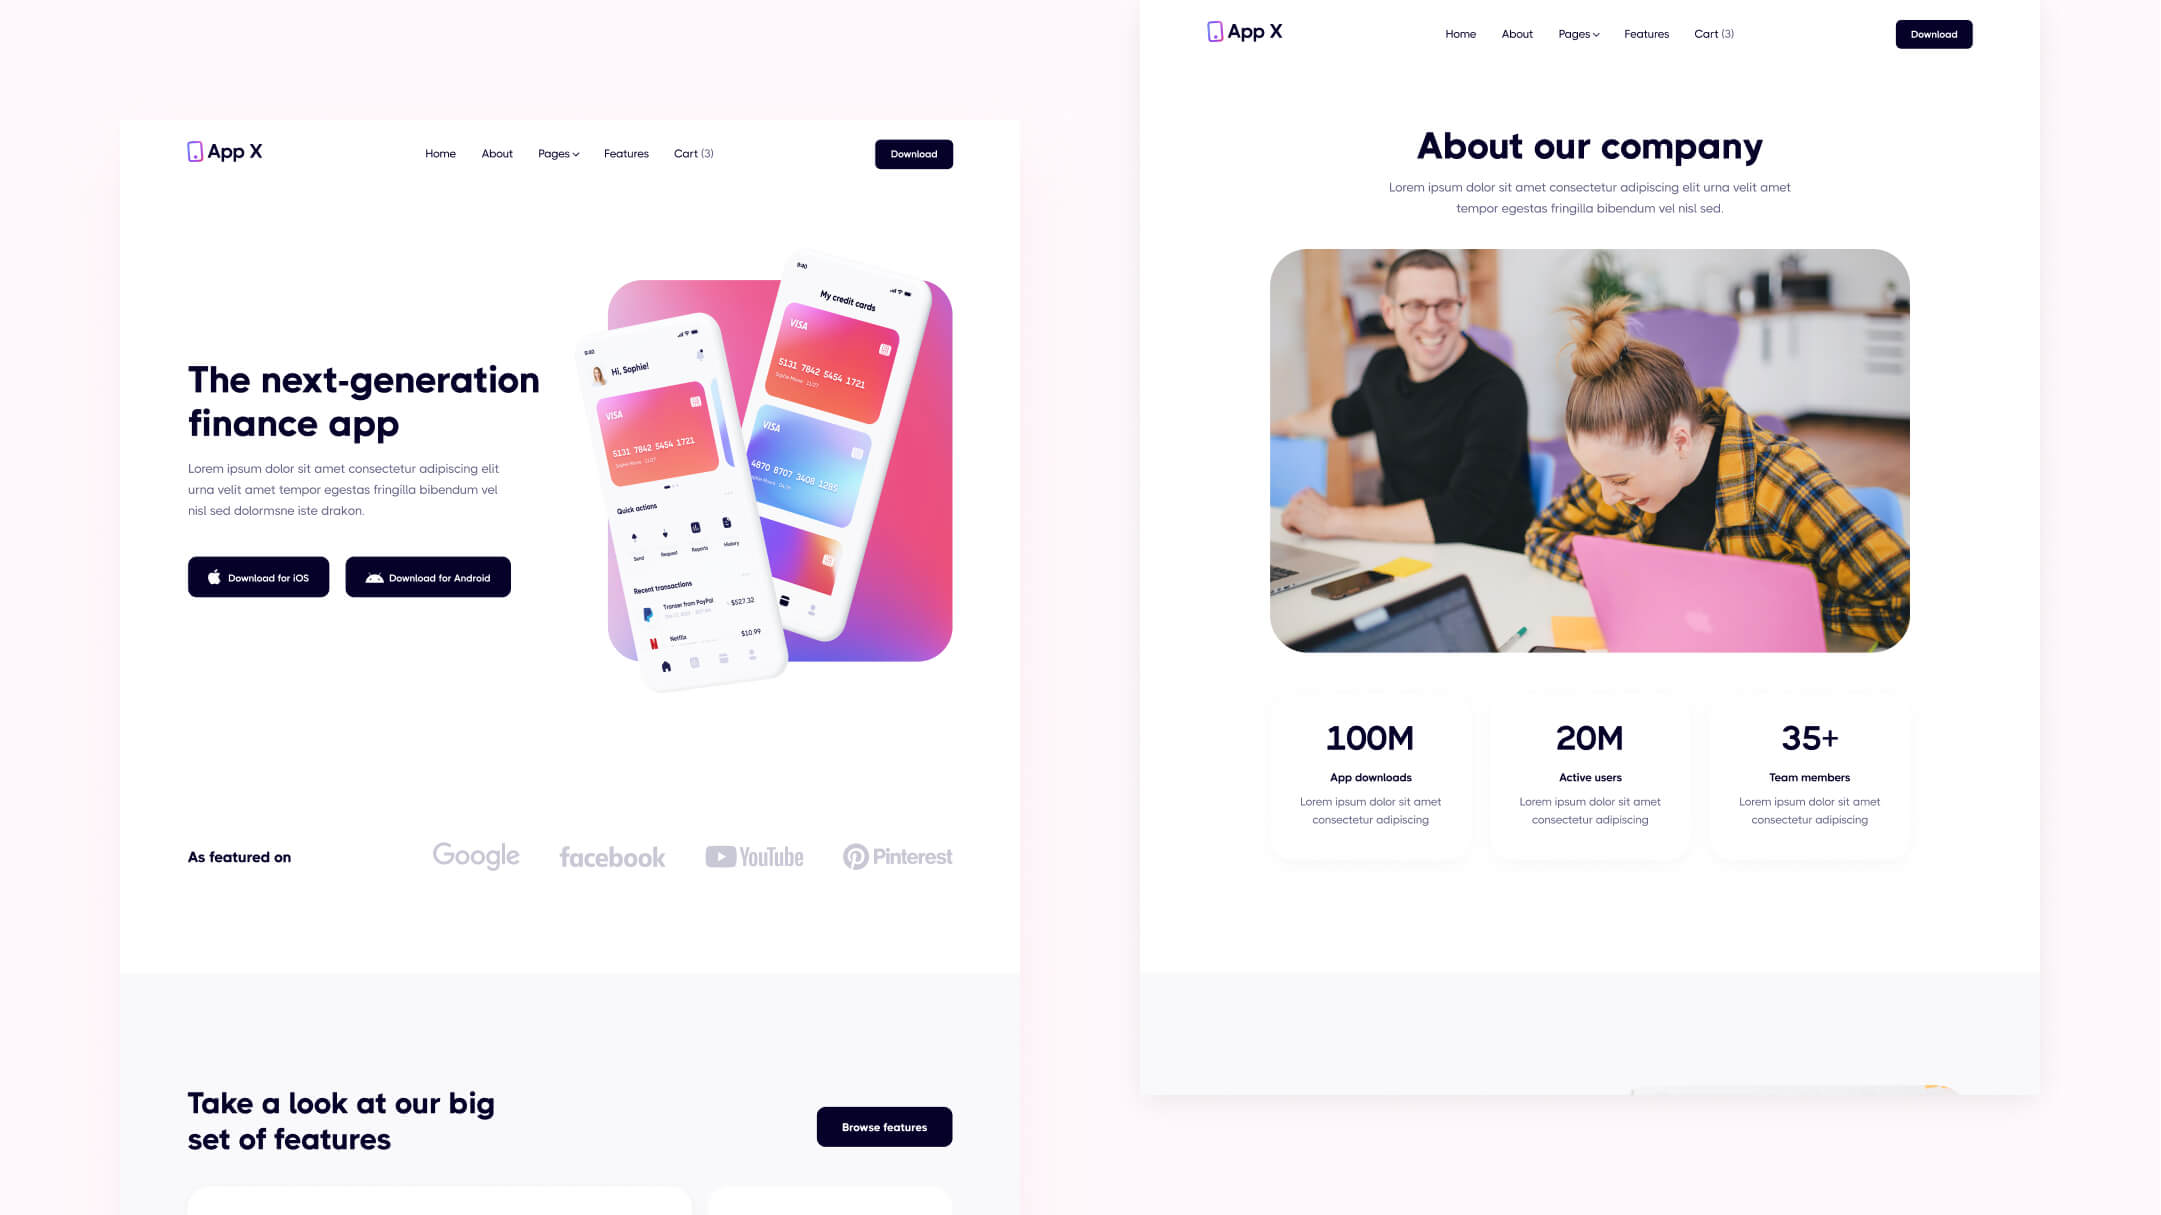 App X
Home About Pages Features Cart (3)
Download
The next-generation
finance app
Lorem ipsum dolor sit amet consectetur adipiscing elit
urna velit amet tempor egestas fringilla bibendum vel
nisl sed dolormsne iste drakon.
Download for iOS
Download for Android
9:40
Hi, Sophie!
VISA
5131 7842 5454 1721
Quick actions
Send Request Reports History
Recent transactions
Transer from PayPal
$527.32
Netflix
$10.99
My credit cards
VISA
5131 7842 5454 1721
VISA
4870 8707 3408 1285
As featured on
Google
facebook
YouTube
Pinterest
Take a look at our big
set of features
Browse features
App X
Home About Pages Features Cart (3)
Download
About our company
Lorem ipsum dolor sit amet consectetur adipiscing elit urna velit amet
tempor egestas fringilla bibendum vel nisl sed.
100M
App downloads
Lorem ipsum dolor sit amet
consectetur adipiscing
20M
Active users
Lorem ipsum dolor sit amet
consectetur adipiscing
35+
Team members
Lorem ipsum dolor sit amet
consectetur adipiscing